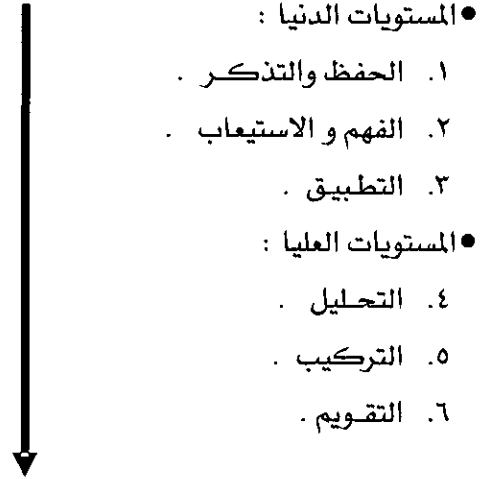 ●المستويات الدنيا :
١. الحفظ والتذكر .
٢. الفهم و الاستيعاب .
٣. التطبيق .
●المستويات العليا :
٤. التحليل .
٥. التركيب .
٦. التقويم .